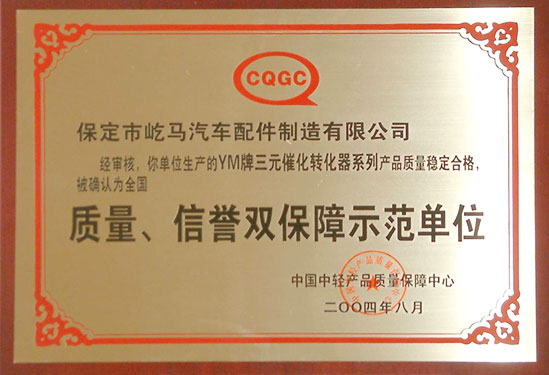 CQGC
保定市屹马汽车配件制造有限公司
经审核，你单位生产的YM牌三元催化转化器系列产品质量稳定合格，
被确认为全国
质量、信誉双保障示范单位
中国中轻产品质量保障中心
二〇〇四年八月